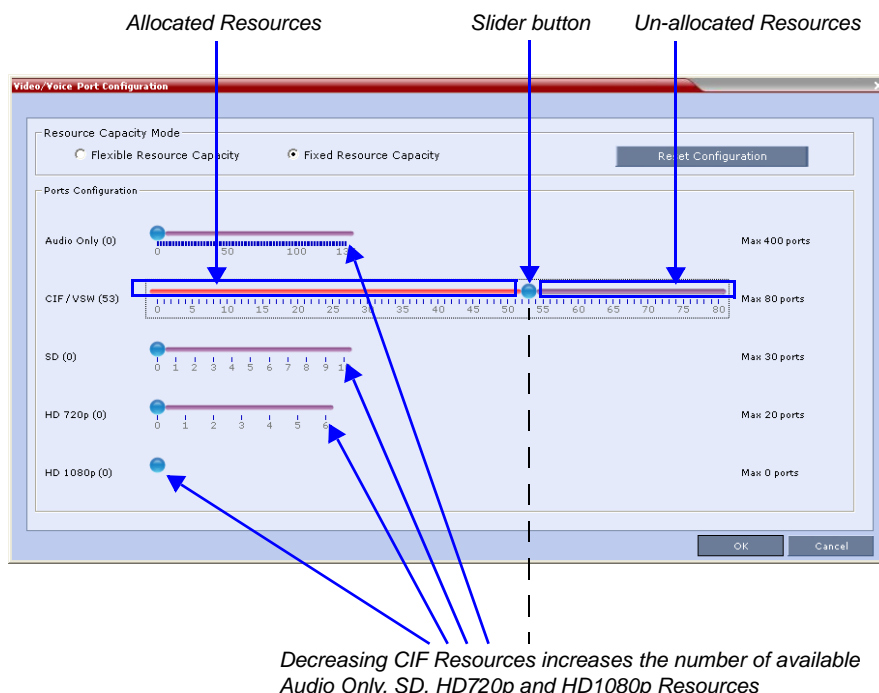 Allocated Resources Slider button Un-allocated Resources
Video/Voice Port Configuration
Resource Capacity Mode
Flexible Resource Capacity Fixed Resource Capacity Reset Configuration
Ports Configuration
Audio Only (0) Max 400 ports
0 50 100 13
CIF / VSW (53) Max 80 ports
0 5 10 15 20 25 30 35 40 45 50 55 60 65 70 75 80
SD (0) Max 30 ports
0 1 2 3 4 5 6 7 8 9 1
HD 720p (0) Max 20 ports
0 1 2 3 4 5 6
HD 1080p (0) Max 0 ports
OK Cancel
Decreasing CIF Resources increases the number of available
Audio Only, SD, HD720p and HD1080p Resources